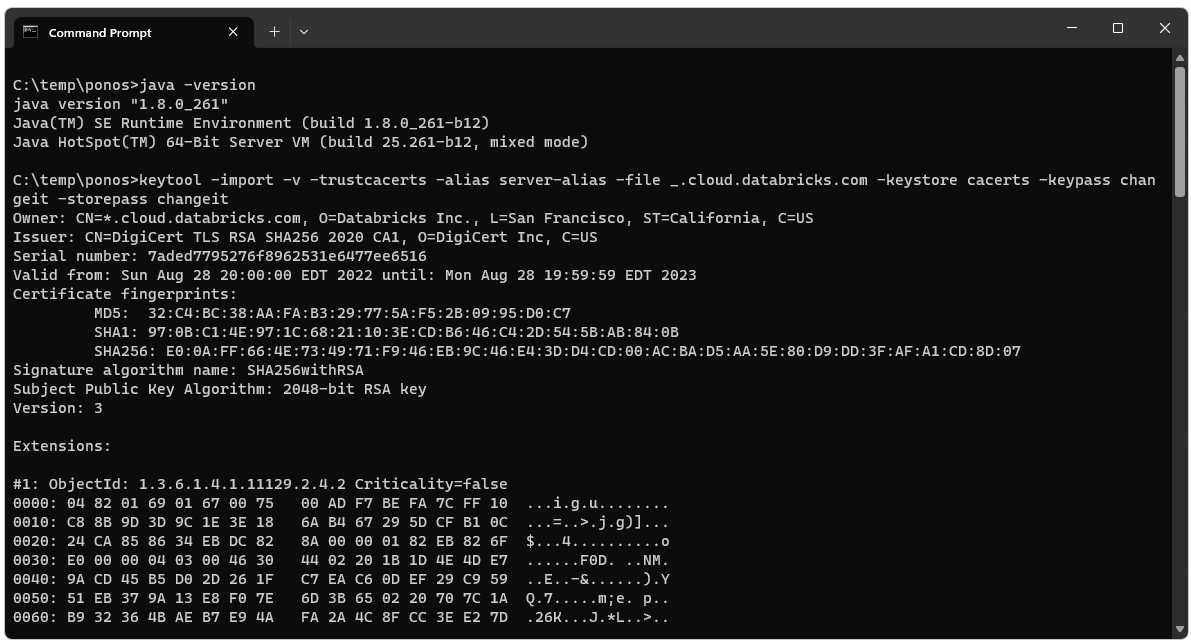 Command Prompt
C:\temp\ponos>java -version
java version "1.8.0_261"
Java(TM) SE Runtime Environment (build 1.8.0_261-b12)
Java HotSpot(TM) 64-Bit Server VM (build 25.261-b12, mixed mode)
C:\temp\ponos>keytool -import -v -trustcacerts -alias server-alias -file _.cloud.databricks.com -keystore cacerts -keypass chan
geit -storepass changeit
Owner: CN=*.cloud.databricks.com, O=Databricks Inc., L=San Francisco, ST=California, C=US
Issuer: CN=DigiCert TLS RSA SHA256 2020 CA1, O=DigiCert Inc, C=US
Serial number: 7aded7795276f8962531e6477ee6516
Valid from: Sun Aug 28 20:00:00 EDT 2022 until: Mon Aug 28 19:59:59 EDT 2023
Certificate fingerprints:
MD5:  32:C4:BC:38:AA:FA:B3:29:77:5A:F5:2B:09:95:D0:C7
SHA1: 97:0B:C1:4E:97:1C:68:21:10:3E:CD:B6:46:C4:2D:54:5B:AB:84:0B
SHA256: E0:0A:FF:66:4E:73:49:71:F9:46:EB:9C:46:E4:3D:D4:CD:00:AC:BA:D5:AA:5E:80:D9:DD:3F:AF:A1:CD:8D:07
Signature algorithm name: SHA256withRSA
Subject Public Key Algorithm: 2048-bit RSA key
Version: 3
Extensions:
#1: ObjectId: 1.3.6.1.4.1.11129.2.4.2 Criticality=false
0000: 04 82 01 69 01 67 00 75   00 AD F7 BE FA 7C FF 10  ...i.g.u........
0010: C8 8B 9D 3D 9C 1E 3E 18   6A B4 67 29 5D CF B1 0C  ...=..>.j.g)]...
0020: 24 CA 85 86 34 EB DC 82   8A 00 00 01 82 EB 82 6F  $...4..........o
0030: E0 00 00 04 03 00 46 30   44 02 20 1B 1D 4E 4D E7  ......F0D. ..NM.
0040: 9A CD 45 B5 D0 2D 26 1F   C7 EA C6 0D EF 29 C9 59  ..E..-&......).Y
0050: 51 EB 37 9A 13 E8 F0 7E   6D 3B 65 02 20 70 7C 1A  Q.7.....m;e. p..
0060: B9 32 36 4B AE B7 E9 4A   FA 2A 4C 8F CC 3E E2 7D  .26K...J.*L..>..